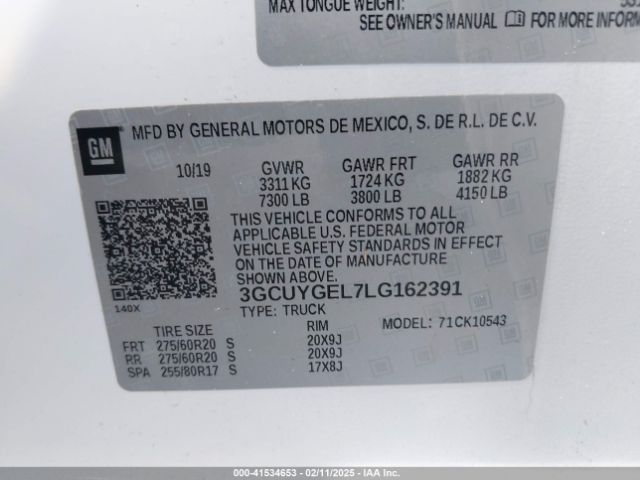 MAX TONGUE WEIGHT:
SEE OWNER'S MANUAL FOR MORE INFORM
GM
MFD BY GENERAL MOTORS DE MEXICO, S. DE R.L. DE C.V.
10/19 GVWR GAWR FRT GAWR RR
3311 KG 1724 KG 1882 KG
7300 LB 3800 LB 4150 LB
THIS VEHICLE CONFORMS TO ALL
APPLICABLE U.S. FEDERAL MOTOR
VEHICLE SAFETY STANDARDS IN EFFECT
ON THE DATE OF MANUFACTURE
SHOWN ABOVE.
3GCUYGEL7LG162391
140X
TYPE: TRUCK MODEL: 71CK10543
TIRE SIZE RIM
FRT 275/60R20 S 20X9J
RR 275/60R20 S 20X9J
SPA 255/80R17 S 17X8J
000-41534653 - 02/11/2025 - IAA Inc.